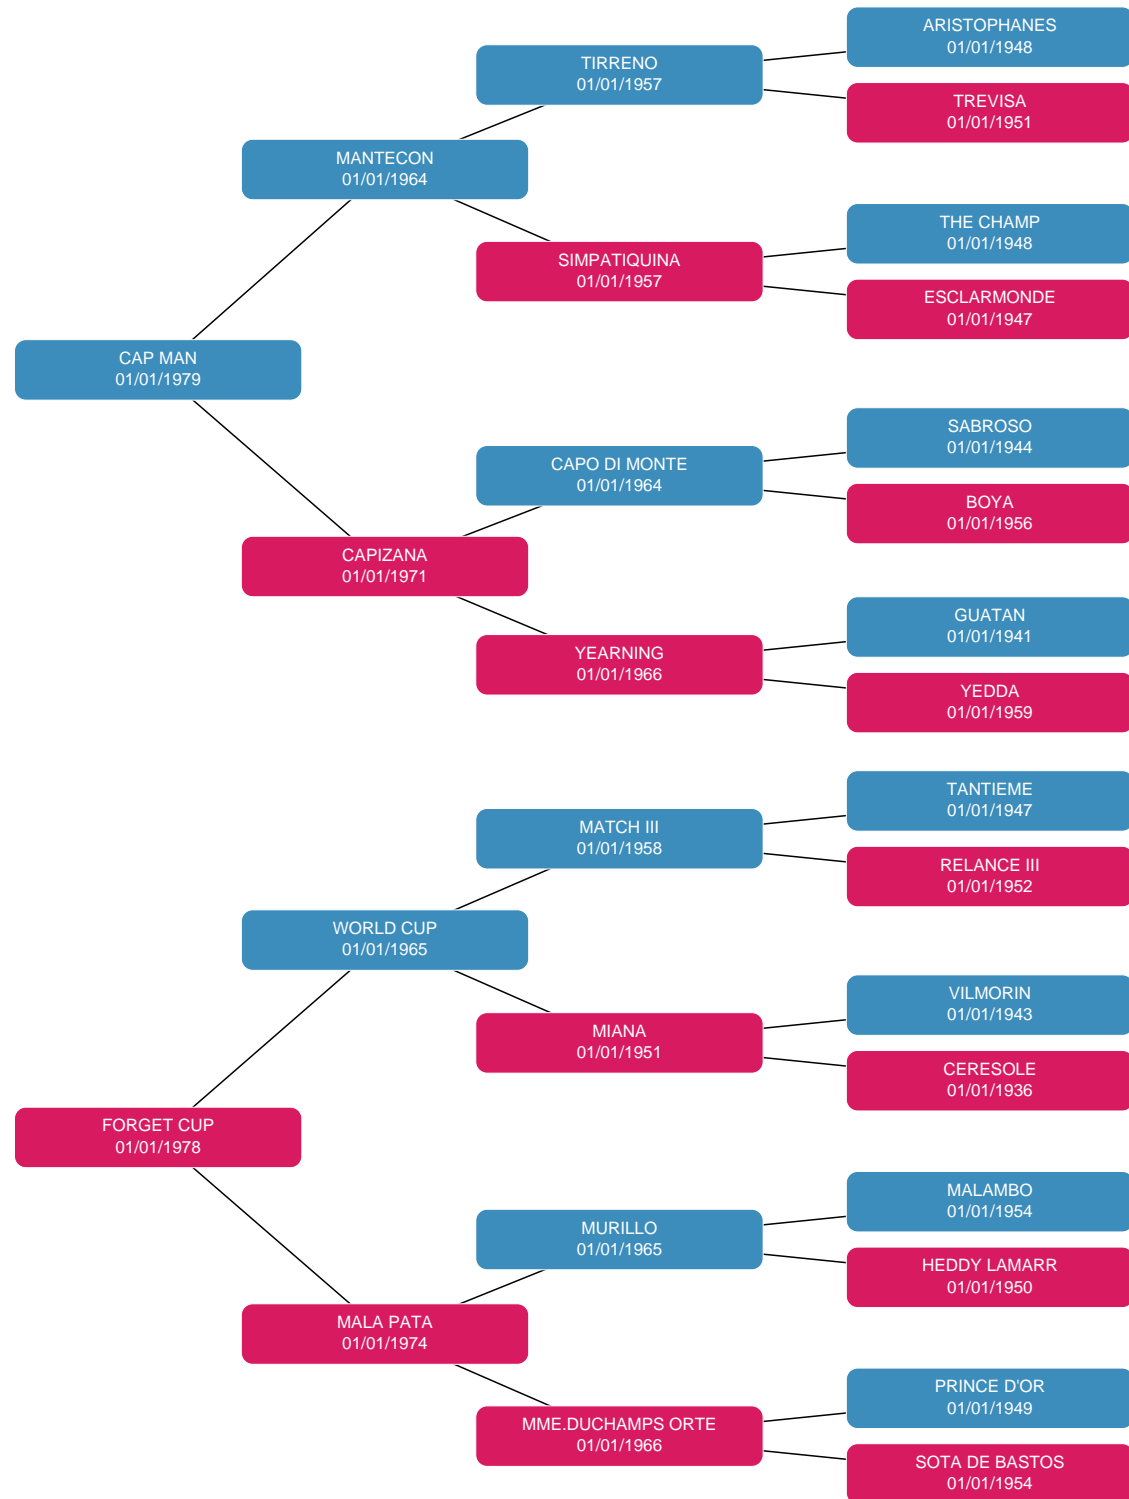 ARISTOPHANES
01/01/1948
TIRRENO
01/01/1957
TREVISA
01/01/1951
MANTECON
01/01/1964
THE CHAMP
01/01/1948
SIMPATIQUINA
01/01/1957
ESCLARMONDE
01/01/1947
CAP MAN
01/01/1979
SABROSO
01/01/1944
CAPO DI MONTE
01/01/1964
BOYA
01/01/1956
CAPIZANA
01/01/1971
GUATAN
01/01/1941
YEARNING
01/01/1966
YEDDA
01/01/1959
TANTIEME
01/01/1947
MATCH III
01/01/1958
RELANCE III
01/01/1952
WORLD CUP
01/01/1965
VILMORIN
01/01/1943
MIANA
01/01/1951
CERESOLE
01/01/1936
FORGET CUP
01/01/1978
MALAMBO
01/01/1954
MURILLO
01/01/1965
HEDDY LAMARR
01/01/1950
MALA PATA
01/01/1974
PRINCE D'OR
01/01/1949
MME.DUCHAMPS ORTE
01/01/1966
SOTA DE BASTOS
01/01/1954